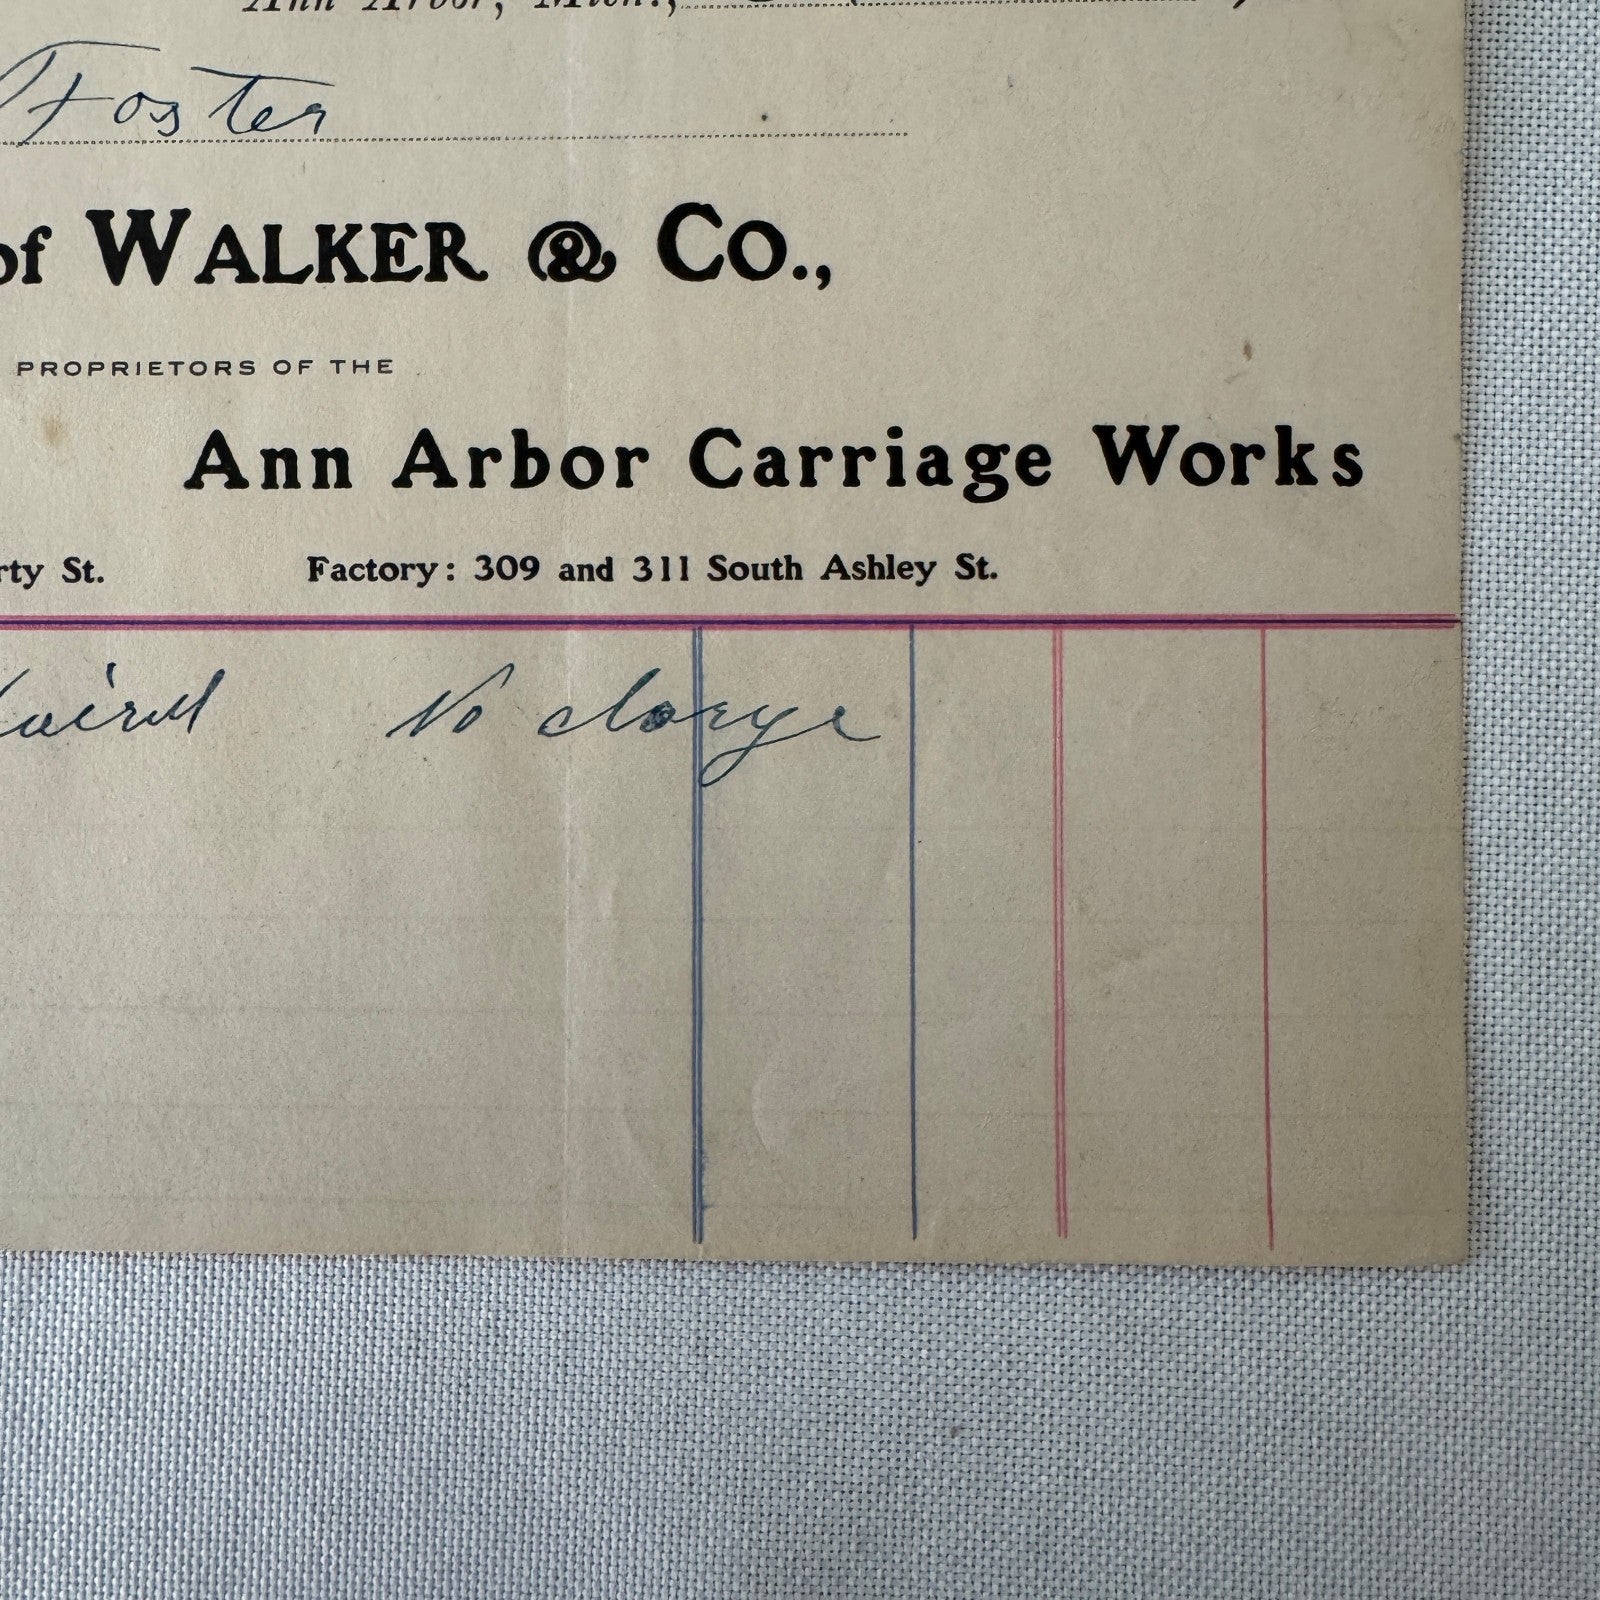 Ann Arbor, Mich.,
Foster
of WALKER & CO.,
PROPRIETORS OF THE
Ann Arbor Carriage Works
rty St. Factory: 309 and 311 South Ashley St.
No charge